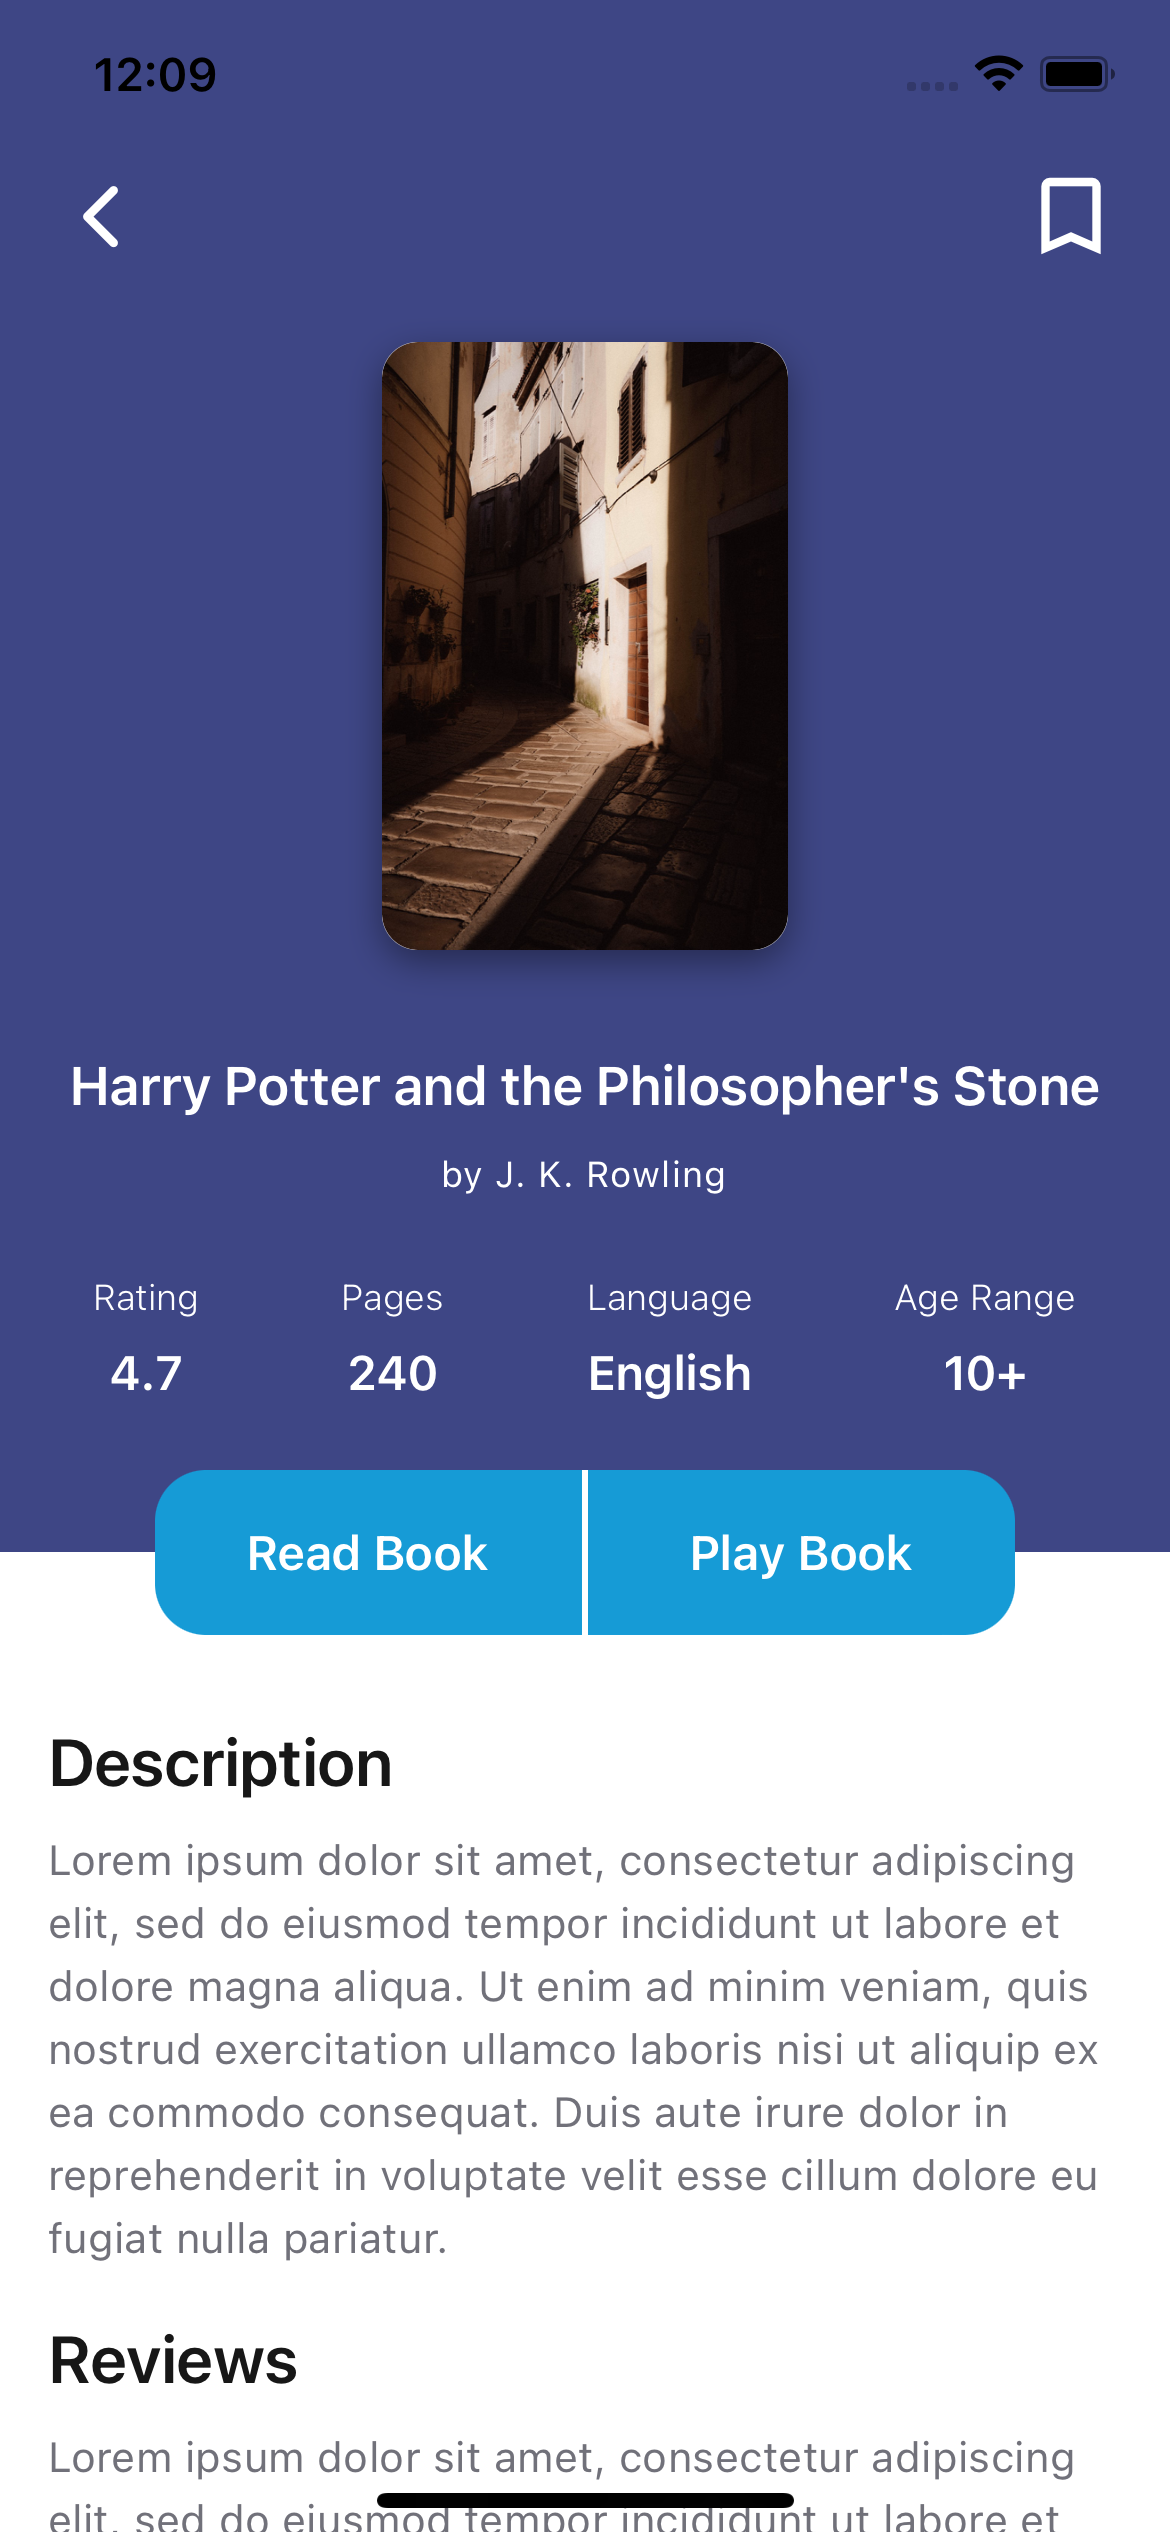 12:09
Harry Potter and the Philosopher's Stone
by J. K. Rowling
Rating Pages Language Age Range
4.7 240 English 10+
Read Book Play Book
Description
Lorem ipsum dolor sit amet, consectetur adipiscing
elit, sed do eiusmod tempor incididunt ut labore et
dolore magna aliqua. Ut enim ad minim veniam, quis
nostrud exercitation ullamco laboris nisi ut aliquip ex
ea commodo consequat. Duis aute irure dolor in
reprehenderit in voluptate velit esse cillum dolore eu
fugiat nulla pariatur.
Reviews
Lorem ipsum dolor sit amet, consectetur adipiscing
elit, sed do eiusmod tempor incididunt ut labore et